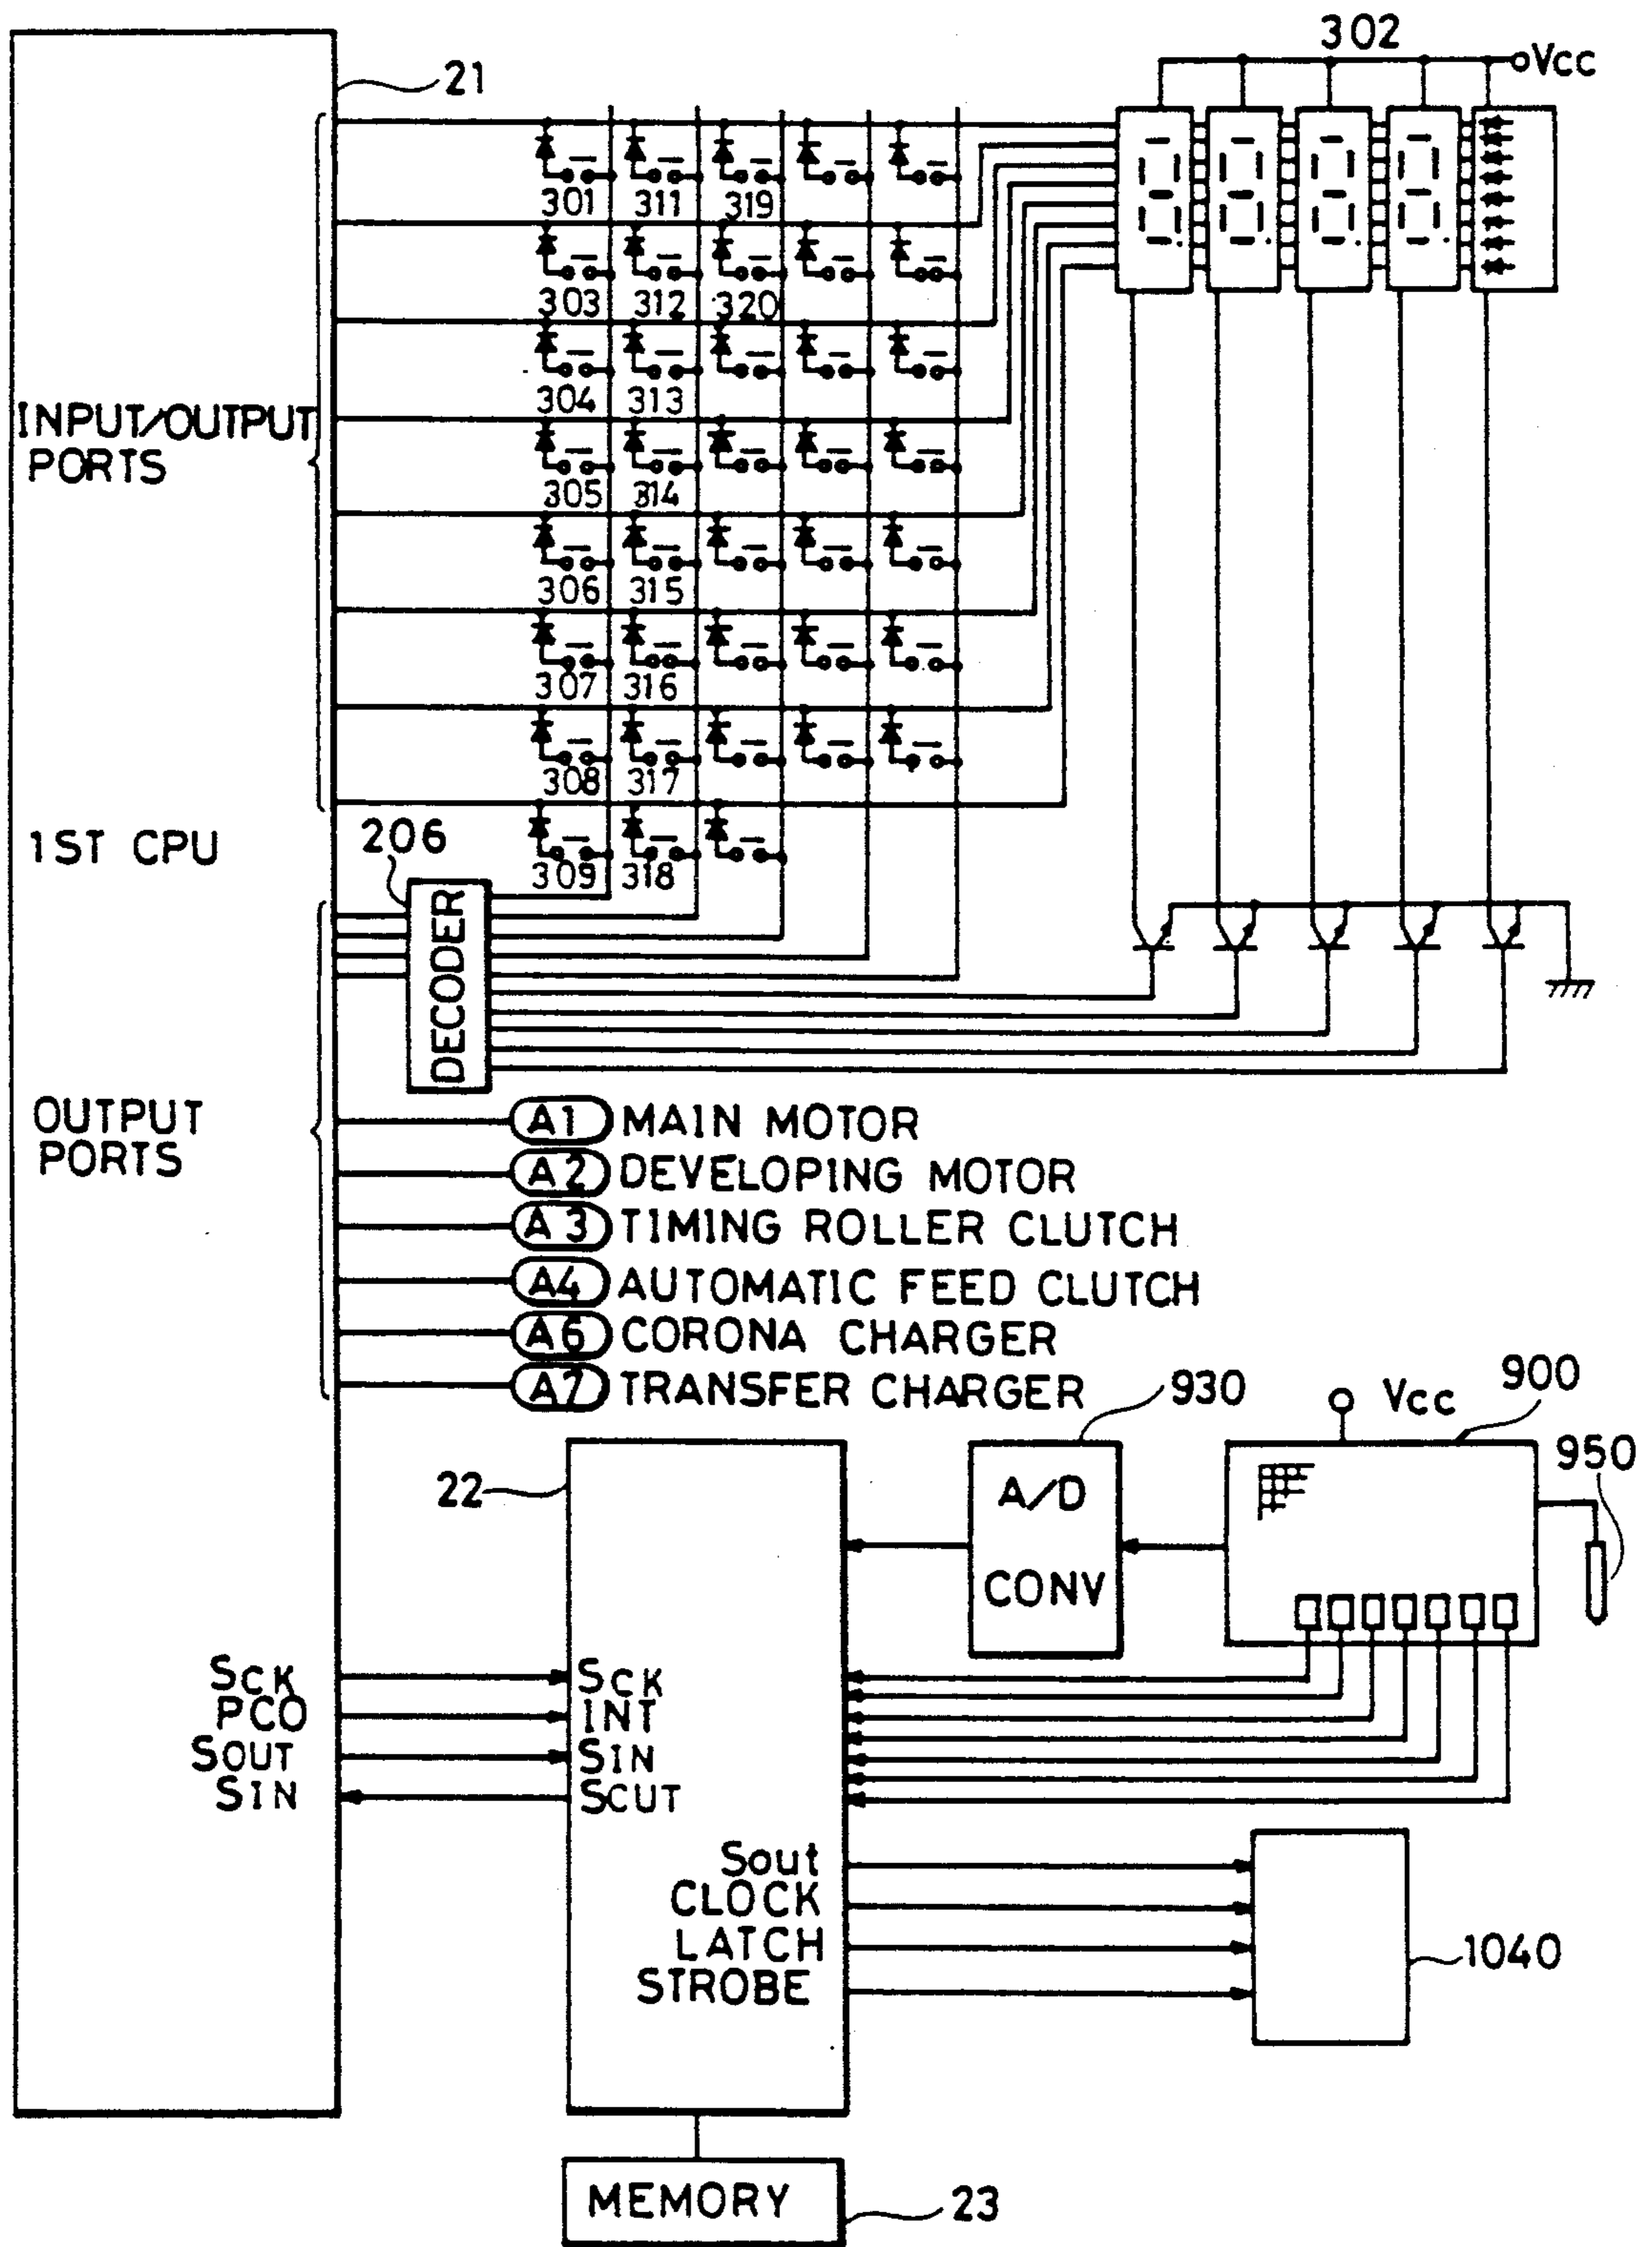 302
Vcc
21
301 311 319
303 312 320
304 313
INPUT/OUTPUT
PORTS
305 314
306 315
307 316
308 317
1ST CPU
206
309 318
DECODER
OUTPUT
PORTS
A1 MAIN MOTOR
A2 DEVELOPING MOTOR
A3 TIMING ROLLER CLUTCH
A4 AUTOMATIC FEED CLUTCH
A6 CORONA CHARGER
A7 TRANSFER CHARGER
930
Vcc
900
950
22
A/D
CONV
SCK
PCO
SOUT
SIN
SCK
INT
SIN
SCUT
Sout
CLOCK
LATCH
STROBE
1040
MEMORY
23